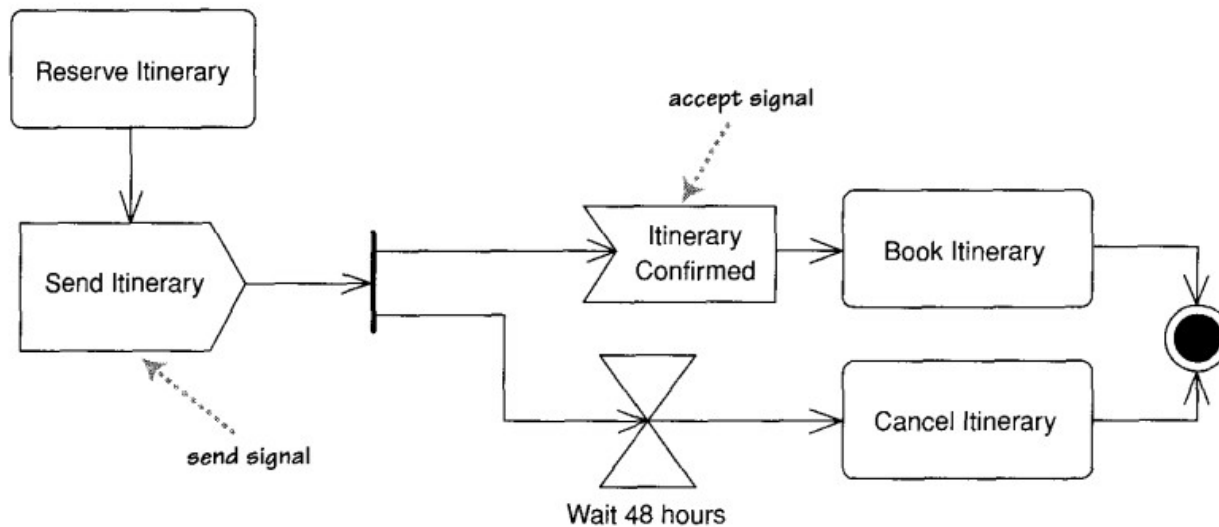 Reserve Itinerary
accept signal
Itinerary
Confirmed
Book Itinerary
Send Itinerary
send signal
Cancel Itinerary
Wait 48 hours